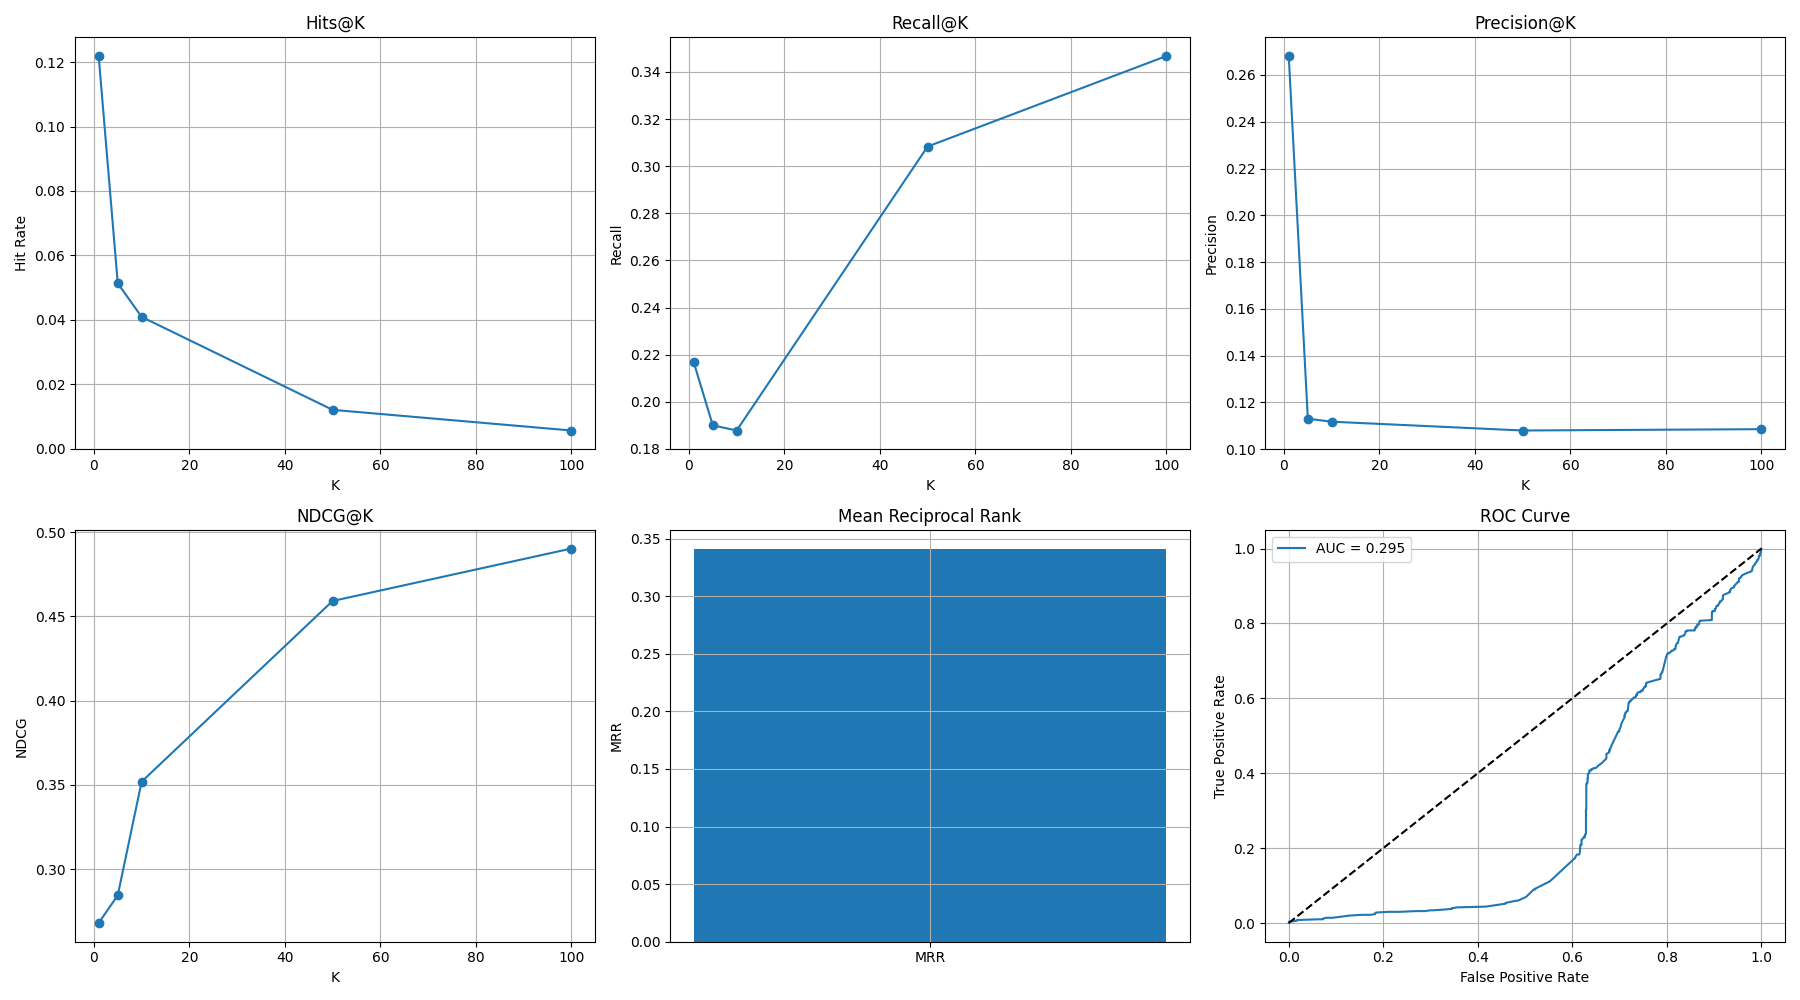 Hits@K
Hit Rate
0.12
0.10
0.08
0.06
0.04
0.02
0.00
0 20 40 60 80 100
K
Recall@K
Recall
0.34
0.32
0.30
0.28
0.26
0.24
0.22
0.20
0.18
0 20 40 60 80 100
K
Precision@K
Precision
0.26
0.24
0.22
0.20
0.18
0.16
0.14
0.12
0.10
0 20 40 60 80 100
K
NDCG@K
NDCG
0.50
0.45
0.40
0.35
0.30
0 20 40 60 80 100
K
Mean Reciprocal Rank
MRR
0.35
0.30
0.25
0.20
0.15
0.10
0.05
0.00
MRR
ROC Curve
AUC = 0.295
True Positive Rate
1.0
0.8
0.6
0.4
0.2
0.0
0.0 0.2 0.4 0.6 0.8 1.0
False Positive Rate